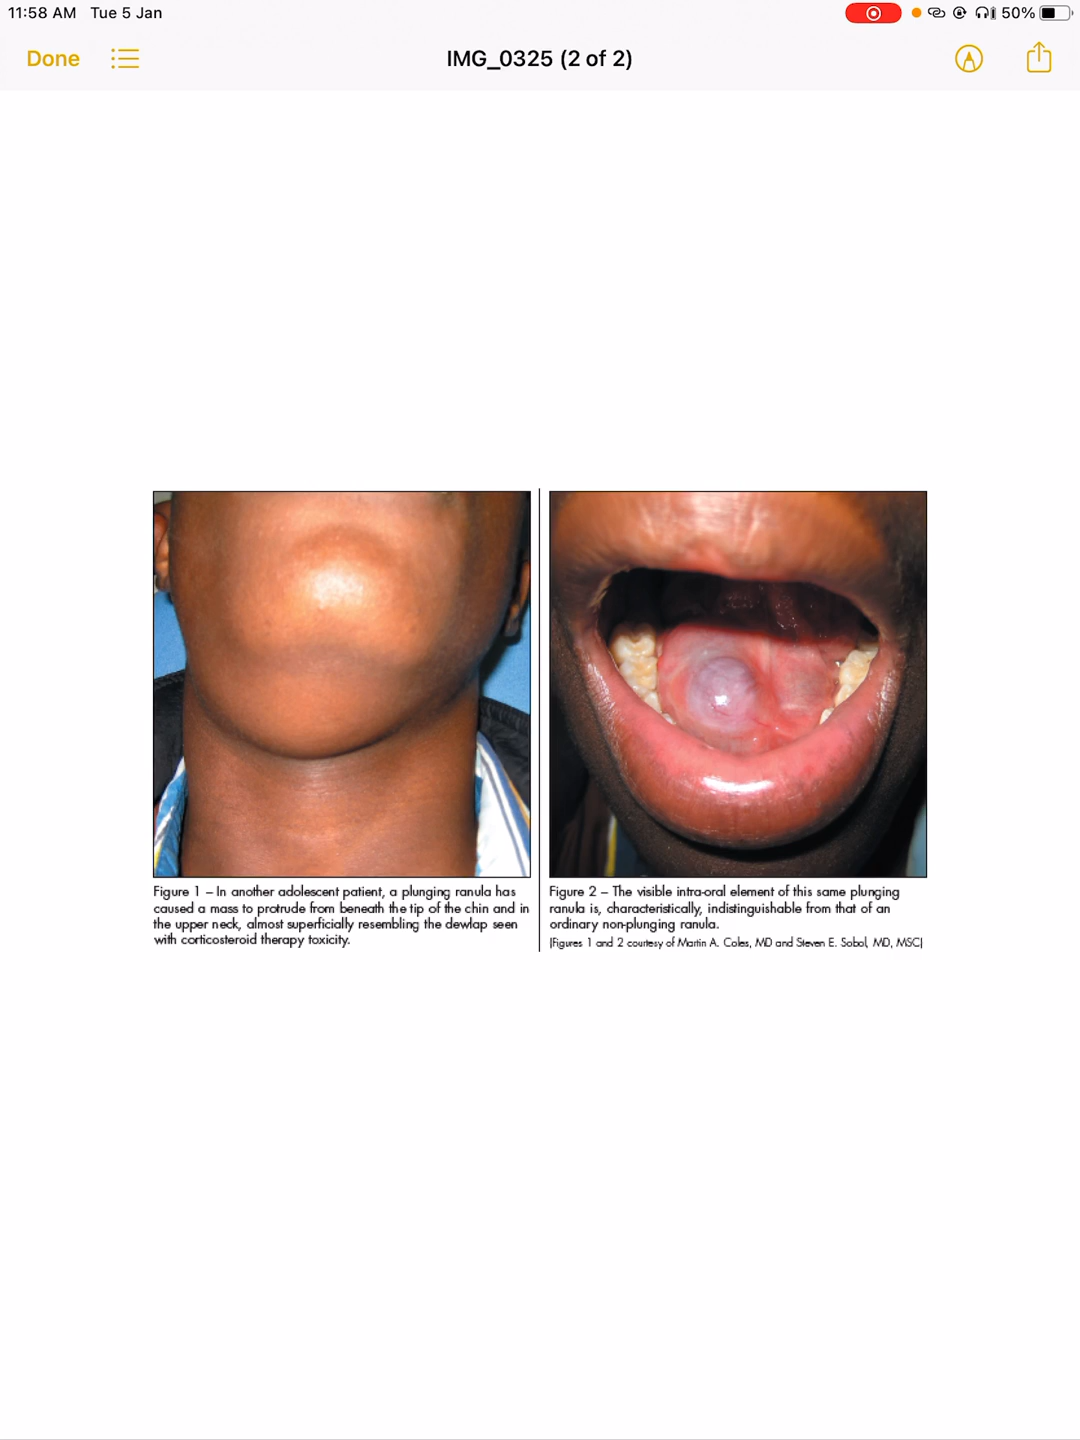 11:58 AM Tue 5 Jan
50%
Done
IMG_0325 (2 of 2)
Figure 1 – In another adolescent patient, a plunging ranula has
caused a mass to protrude from beneath the tip of the chin and in
the upper neck, almost superficially resembling the dewlap seen
with corticosteroid therapy toxicity.
Figure 2 – The visible intra-oral element of this same plunging
ranula is, characteristically, indistinguishable from that of an
ordinary non-plunging ranula.
[Figures 1 and 2 courtesy of Martin A. Coles, MD and Steven E. Sobol, MD, MSC]